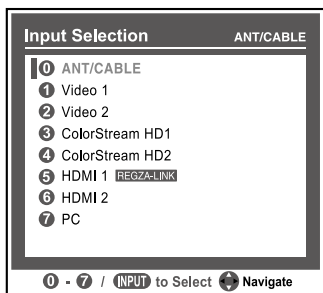 Input Selection ANT/CABLE
0 ANT/CABLE
1 Video 1
2 Video 2
3 ColorStream HD1
4 ColorStream HD2
5 HDMI 1 REGZA-LINK
6 HDMI 2
7 PC
0 - 7 / INPUT to Select Navigate